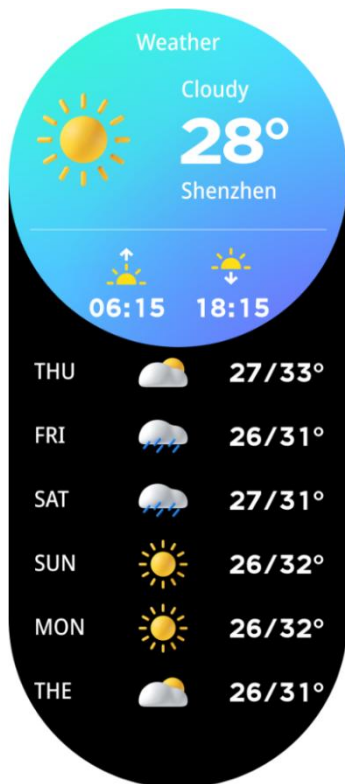 Weather
Cloudy
28°
Shenzhen
06:15 18:15
THU 27/33°
FRI 26/31°
SAT 27/31°
SUN 26/32°
MON 26/32°
THE 26/31°